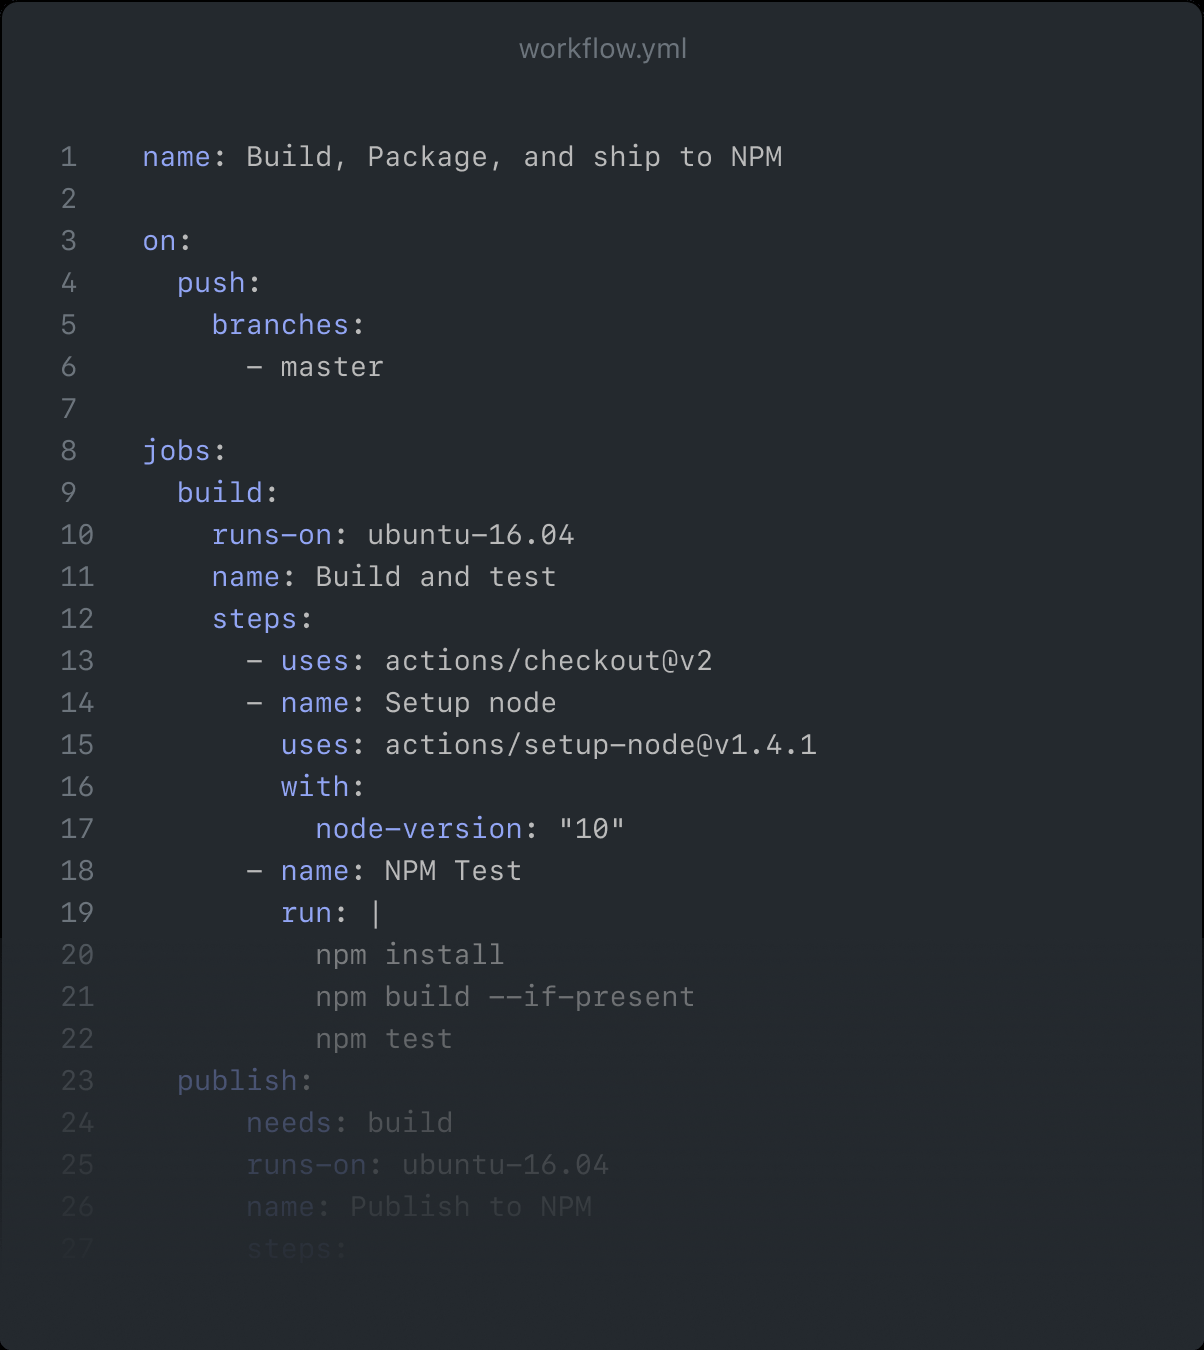 workflow.yml
1 name: Build, Package, and ship to NPM
2
3 on:
4   push:
5     branches:
6       - master
7
8 jobs:
9   build:
10     runs-on: ubuntu-16.04
11     name: Build and test
12     steps:
13       - uses: actions/checkout@v2
14       - name: Setup node
15         uses: actions/setup-node@v1.4.1
16         with:
17           node-version: "10"
18       - name: NPM Test
19         run: |
20           npm install
21           npm build --if-present
22           npm test
23   publish:
24       needs: build
25       runs-on: ubuntu-16.04
26       name: Publish to NPM
27       steps: